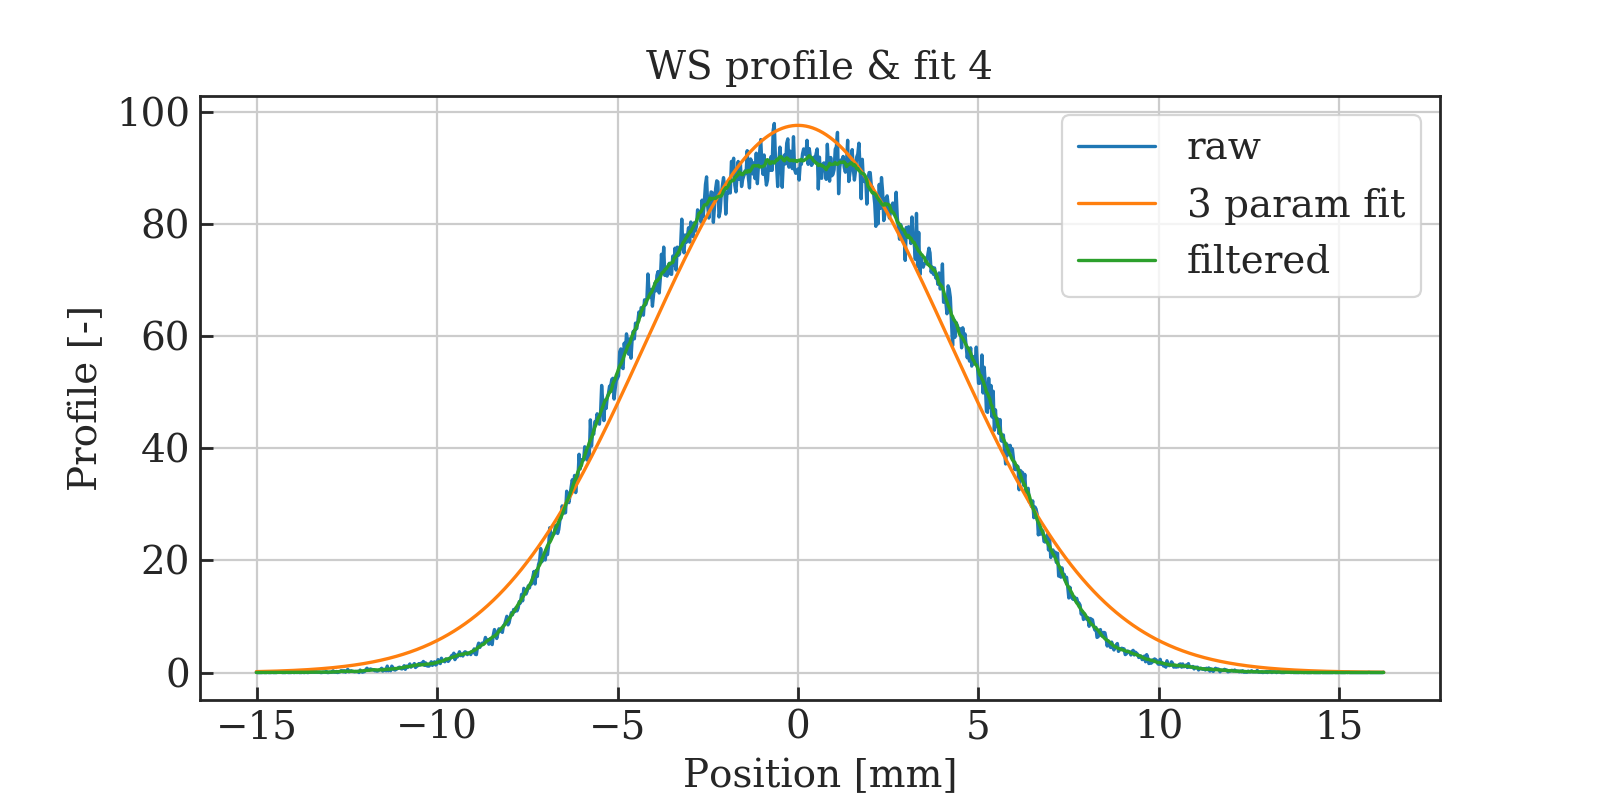 WS profile & fit 4
100
80
60
40
20
0
Profile [-]
raw
3 param fit
filtered
−15 −10 −5 0 5 10 15
Position [mm]